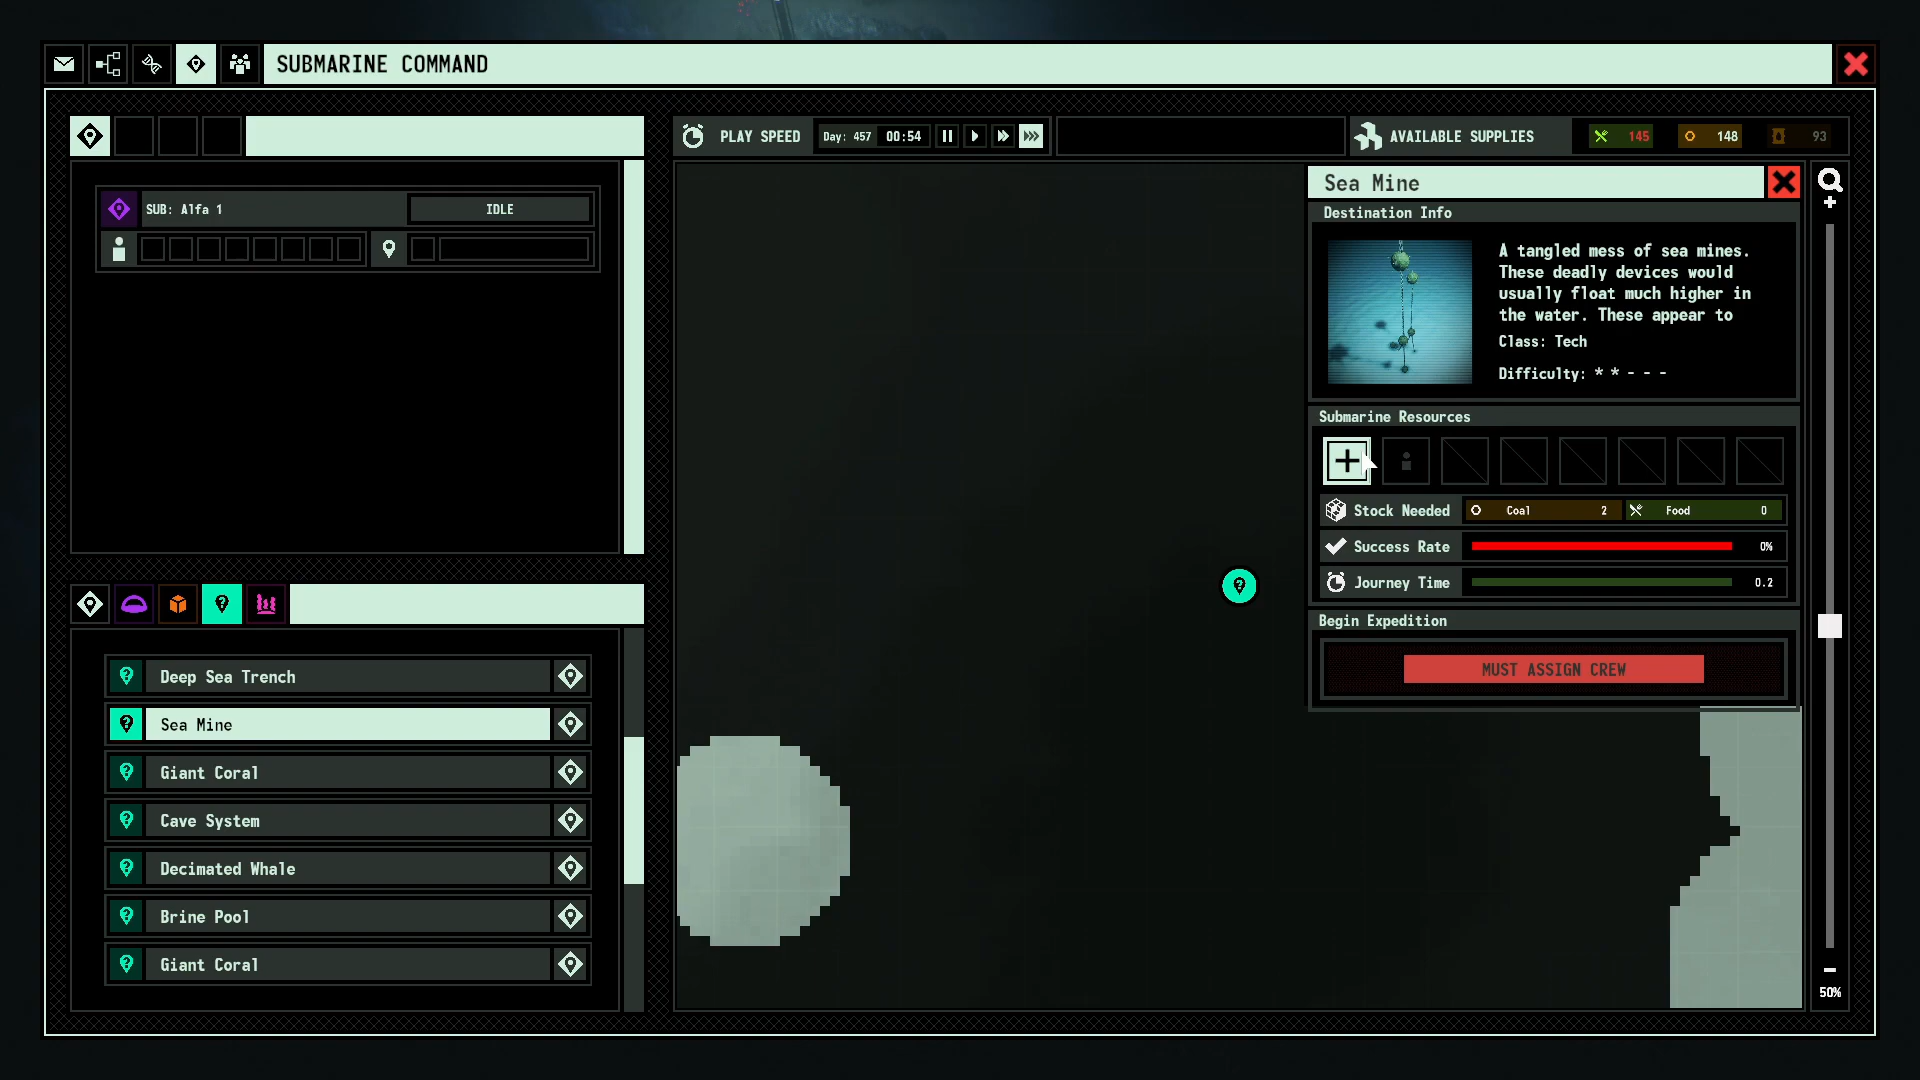 SUBMARINE COMMAND
PLAY SPEED
Day: 457
00:54
AVAILABLE SUPPLIES
145
148
93
SUB: Alfa 1
IDLE
Sea Mine
Destination Info
A tangled mess of sea mines.
These deadly devices would
usually float much higher in
the water. These appear to
Class: Tech
Difficulty: * * - - -
Submarine Resources
Stock Needed
Coal
2
Food
0
Success Rate
0%
Journey Time
0.2
Begin Expedition
MUST ASSIGN CREW
Deep Sea Trench
Sea Mine
Giant Coral
Cave System
Decimated Whale
Brine Pool
Giant Coral
50%